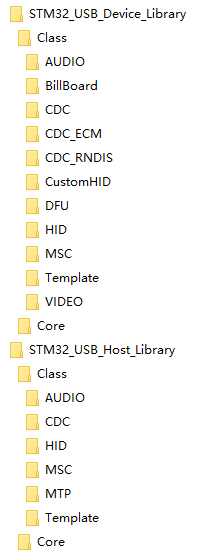 STM32_USB_Device_Library
Class
AUDIO
BillBoard
CDC
CDC_ECM
CDC_RNDIS
CustomHID
DFU
HID
MSC
Template
VIDEO
Core
STM32_USB_Host_Library
Class
AUDIO
CDC
HID
MSC
MTP
Template
Core